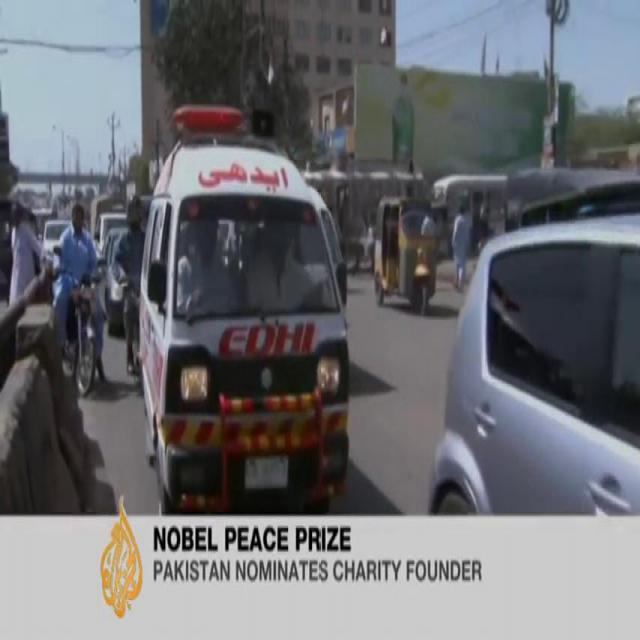 ایدھی
EDHI
NOBEL PEACE PRIZE
PAKISTAN NOMINATES CHARITY FOUNDER